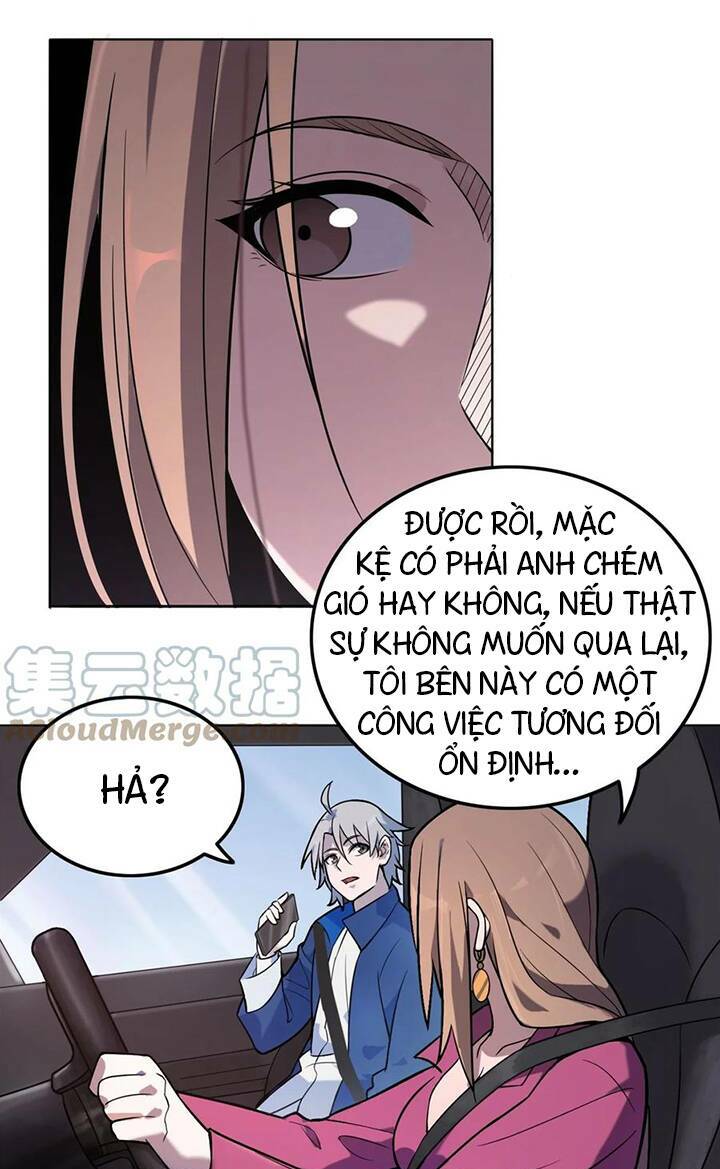 ĐƯỢC RỒI, MẶC
KỆ CÓ PHẢI ANH CHÉM
GIÓ HAY KHÔNG, NẾU THẬT
SỰ KHÔNG MUỐN QUA LẠI,
TÔI BÊN NÀY CÓ MỘT
CÔNG VIỆC TƯƠNG ĐỐI
ỔN ĐỊNH...
集云数据
AcloudMerge.com
HẢ?